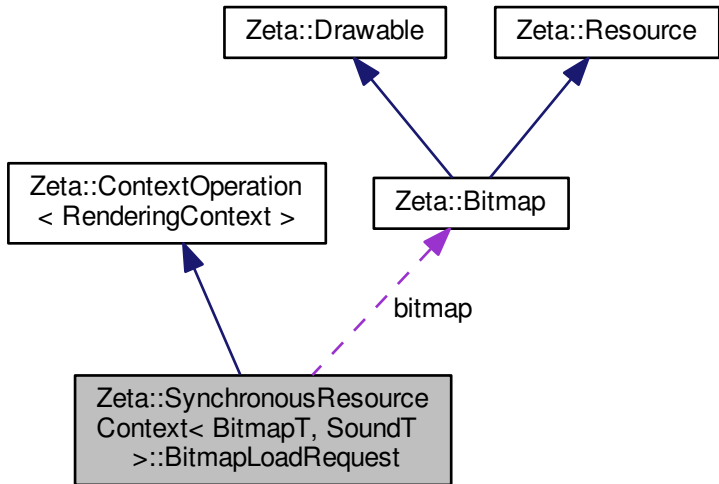 Zeta::Drawable
Zeta::Resource
Zeta::ContextOperation
< RenderingContext >
Zeta::Bitmap
bitmap
Zeta::SynchronousResource
Context< BitmapT, SoundT
>::BitmapLoadRequest